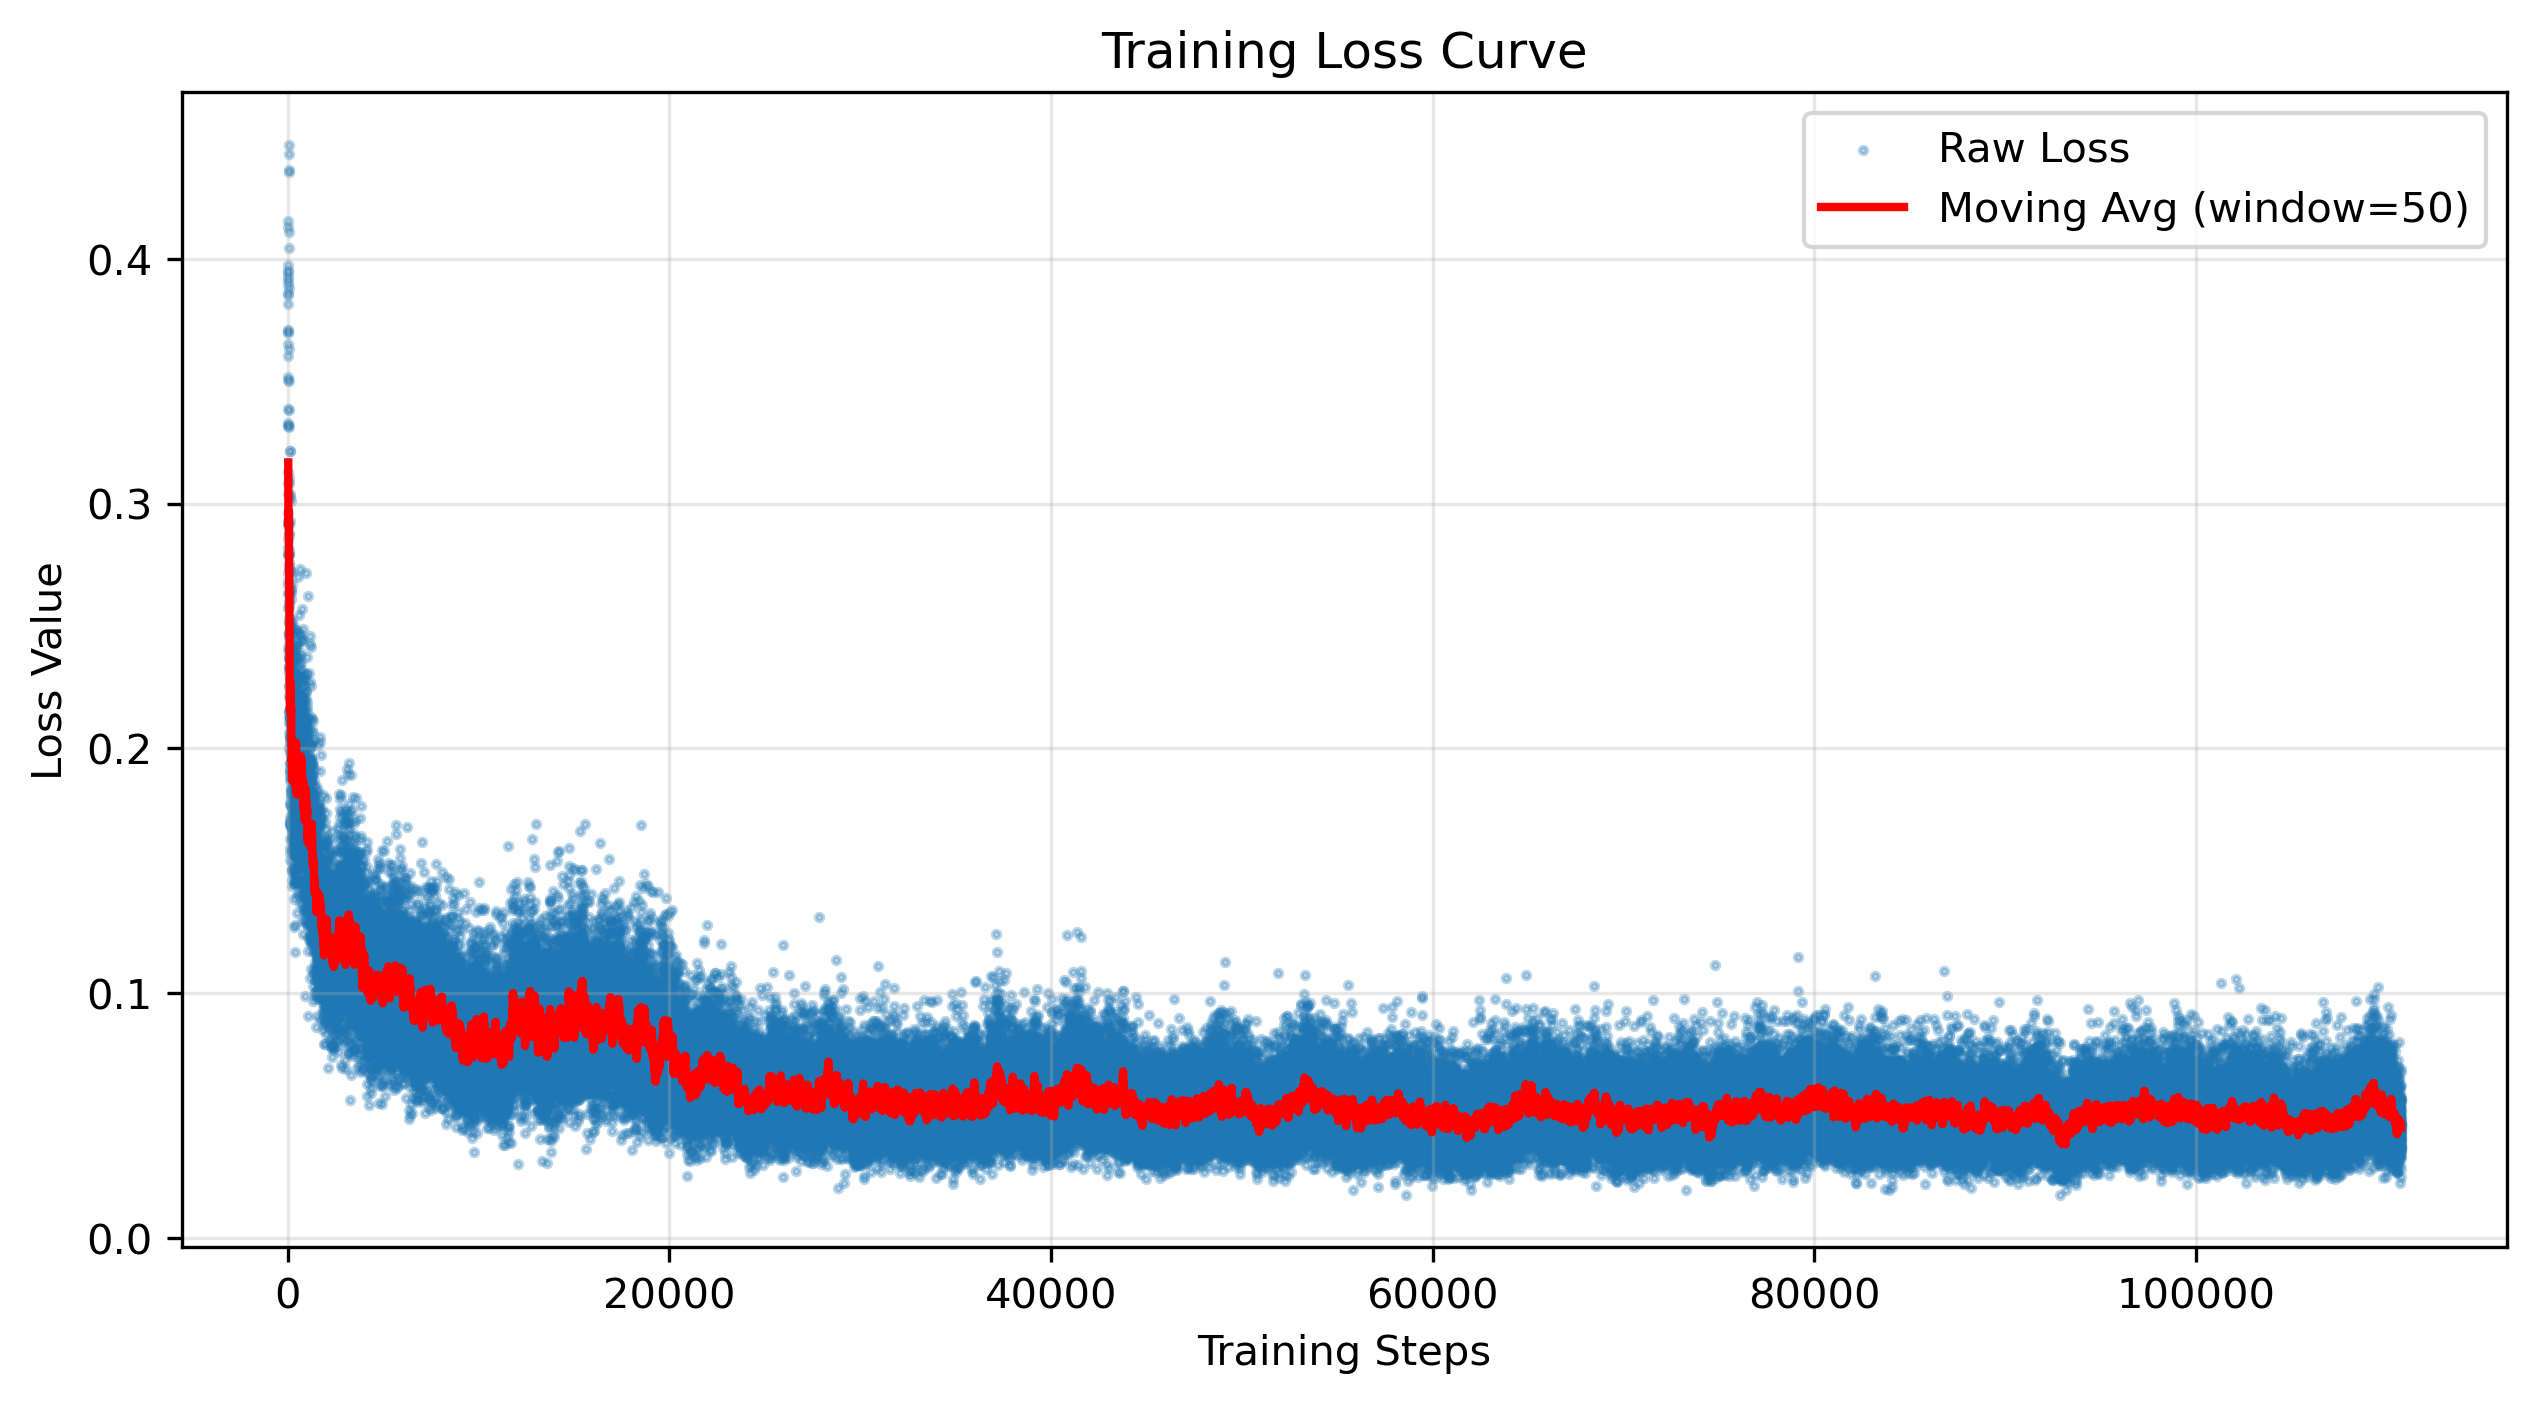 Training Loss Curve
Raw Loss
Moving Avg (window=50)
Loss Value
0.4
0.3
0.2
0.1
0.0
0 20000 40000 60000 80000 100000
Training Steps